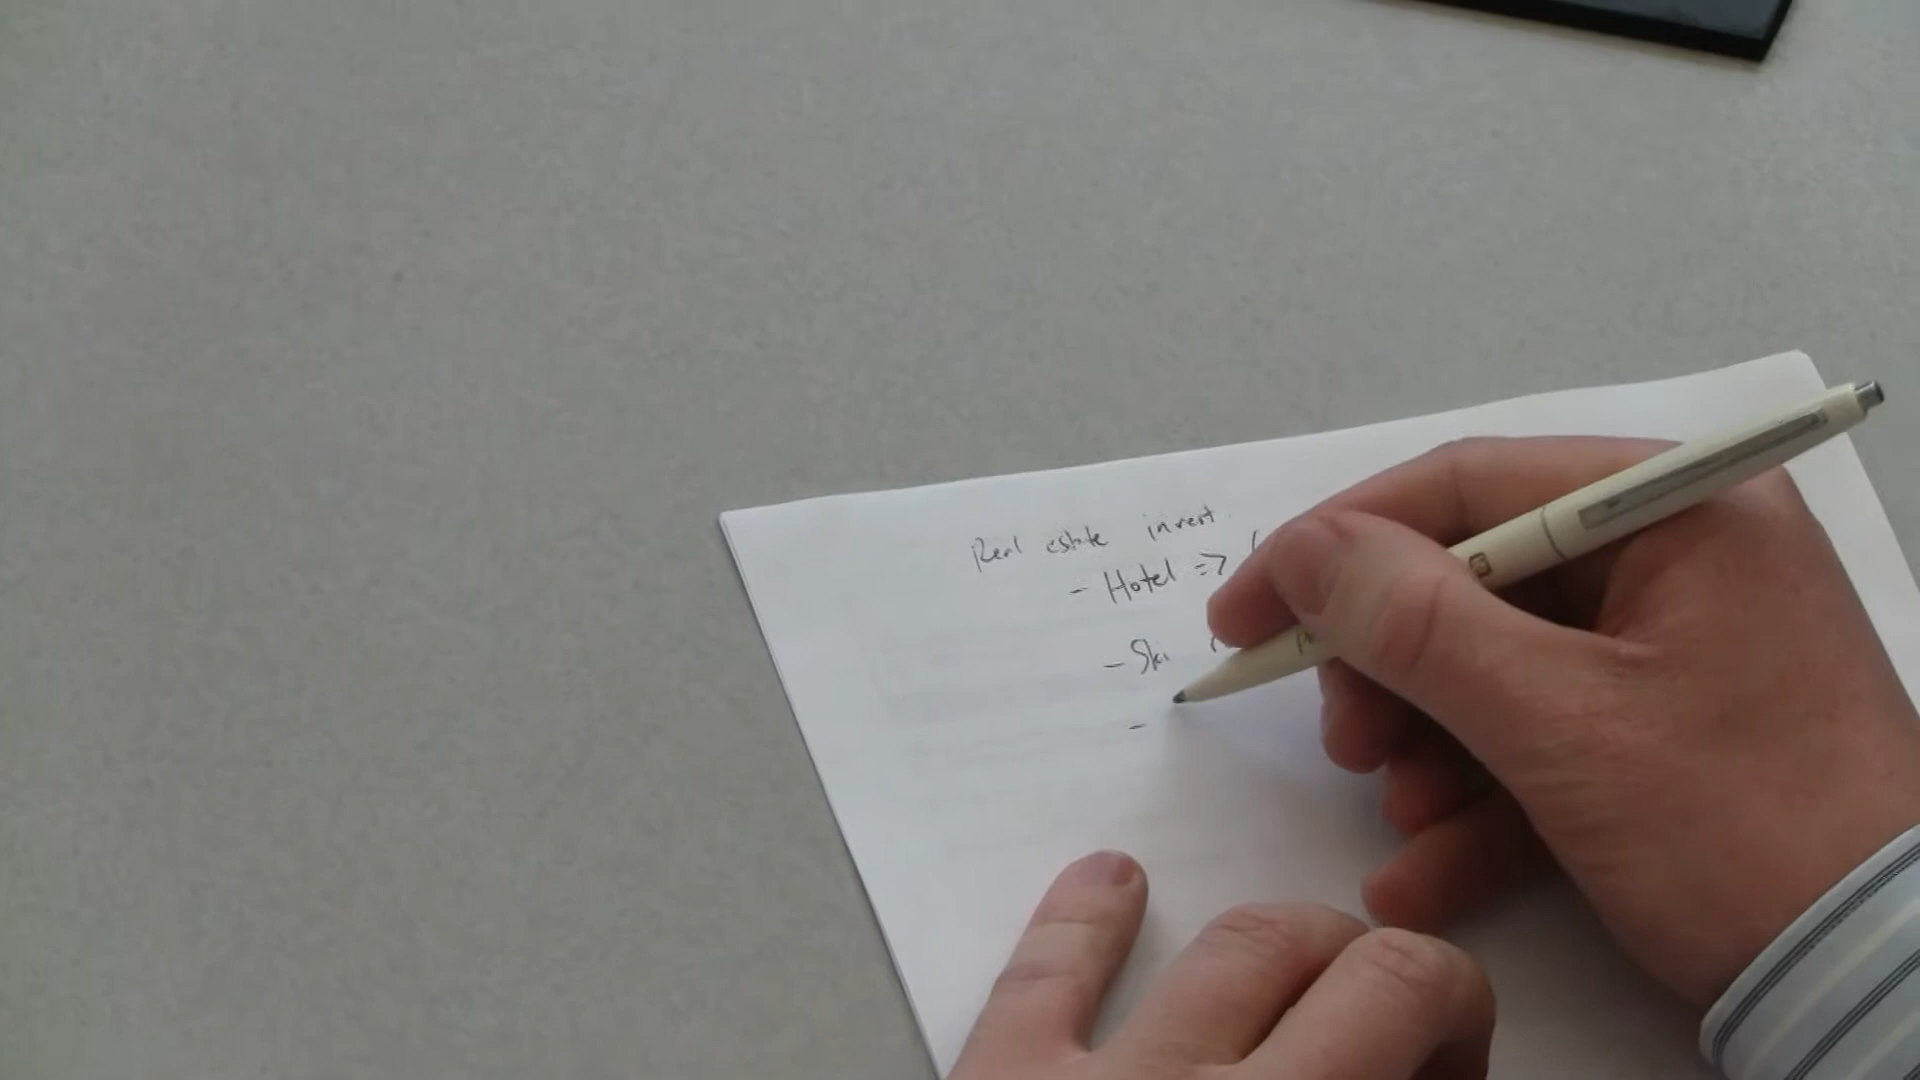 Real estate invest.
- Hotel =>
- Ski
-